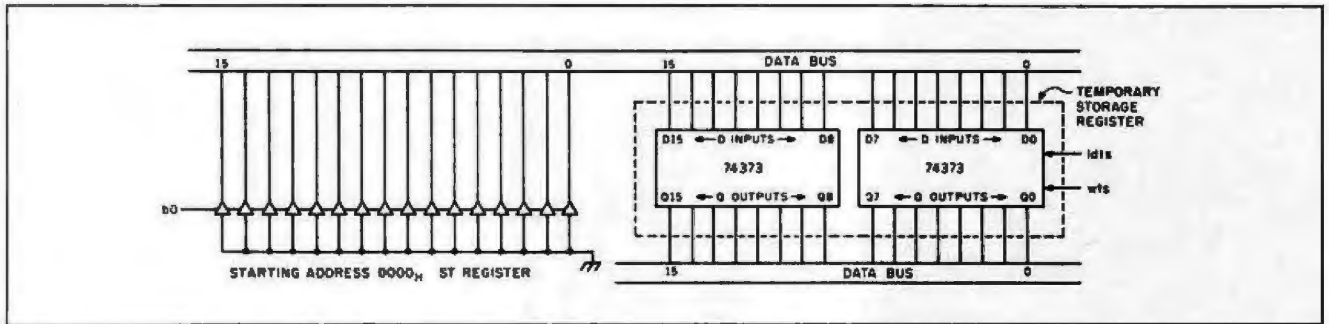 15 0 15 DATA BUS 0
TEMPORARY
STORAGE
REGISTER
D15 ← D INPUTS → D8 D7 ← D INPUTS → D0
ldts
74373 74373
wts
b0
Q15 ← Q OUTPUTS → Q8 Q7 ← Q OUTPUTS → Q0
STARTING ADDRESS 0000H ST REGISTER
15 DATA BUS 0